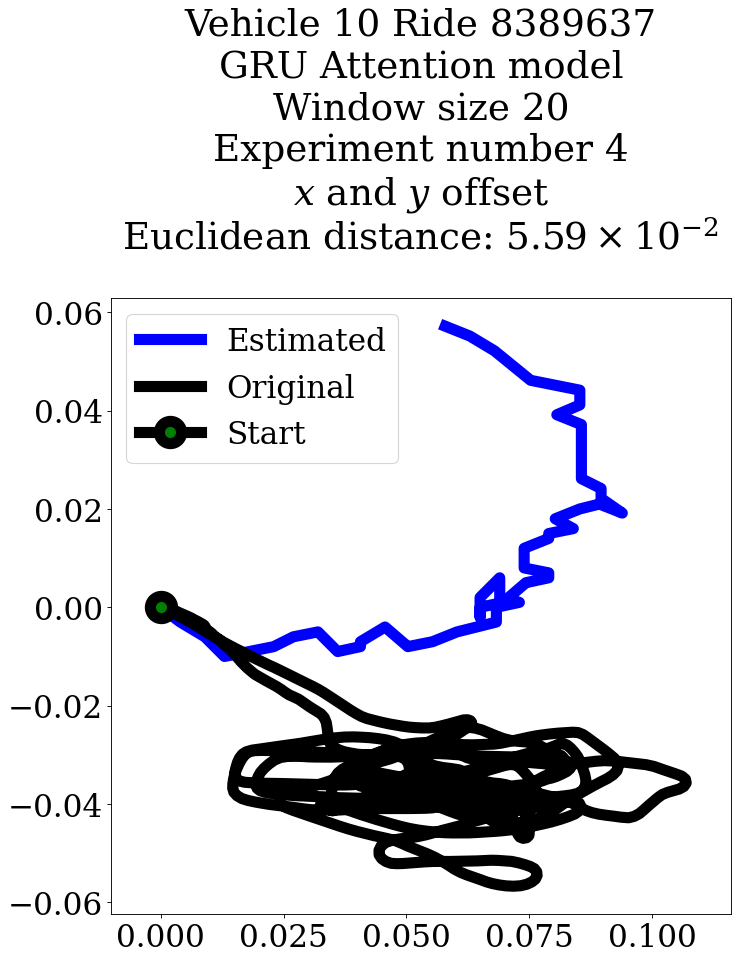 Vehicle 10 Ride 8389637
GRU Attention model
Window size 20
Experiment number 4
x and y offset
Euclidean distance: 5.59 × 10⁻²
0.06
Estimated
Original
Start
0.04
0.02
0.00
−0.02
−0.04
−0.06
0.000 0.025 0.050 0.075 0.100